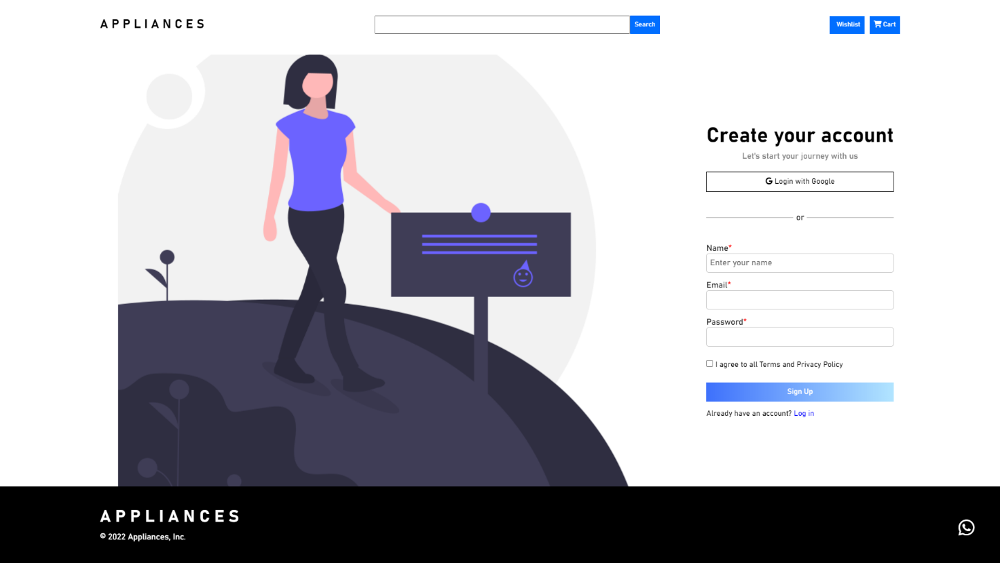 APPLIANCES
Search
Wishlist
Cart
Create your account
Let's start your journey with us
Login with Google
or
Name*
Enter your name
Email*
Password*
I agree to all Terms and Privacy Policy
Sign Up
Already have an account? Log in
APPLIANCES
© 2022 Appliances, Inc.